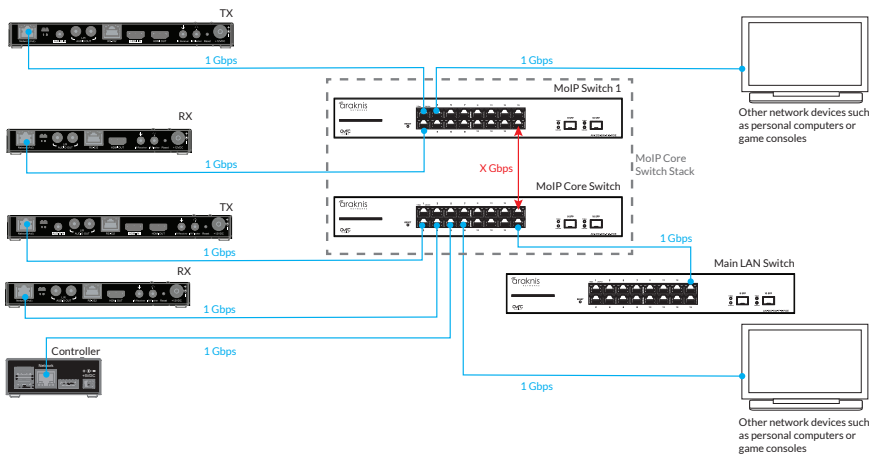 TX
1 Gbps
1 Gbps
MoIP Switch 1
araknis
Other network devices such
as personal computers or
game consoles
RX
1 Gbps
X Gbps
MoIP Core
Switch Stack
MoIP Core Switch
araknis
TX
1 Gbps
1 Gbps
Main LAN Switch
araknis
RX
1 Gbps
Controller
1 Gbps
Network
1 Gbps
Other network devices such
as personal computers or
game consoles